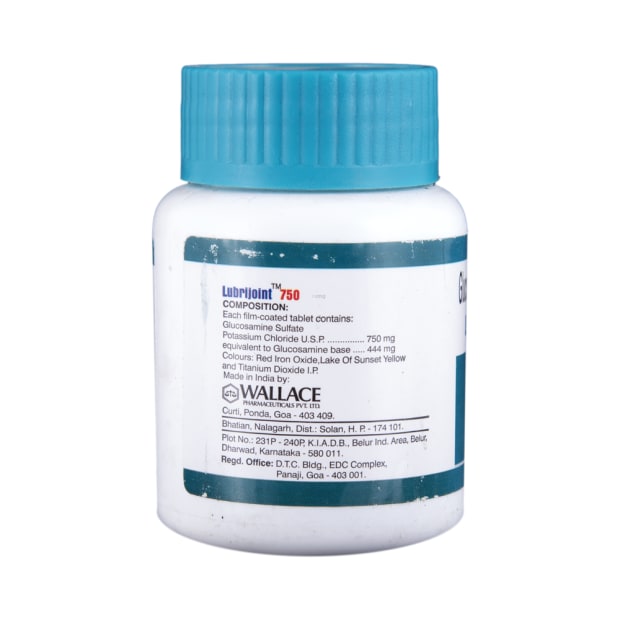 Lubrijoint™ 750
COMPOSITION:
Each film-coated tablet contains:
Glucosamine Sulfate
Potassium Chloride U.S.P. ............... 750 mg
equivalent to Glucosamine base ..... 444 mg
Colours: Red Iron Oxide,Lake Of Sunset Yellow
and Titanium Dioxide I.P.
Made in India by:
WALLACE
PHARMACEUTICALS PVT. LTD.
Curti, Ponda, Goa - 403 409.
Bhatian, Nalagarh, Dist.: Solan, H. P. - 174 101.
Plot No.: 231P - 240P, K.I.A.D.B., Belur Ind. Area, Belur,
Dharwad, Karnataka - 580 011.
Regd. Office: D.T.C. Bldg., EDC Complex,
Panaji, Goa - 403 001.